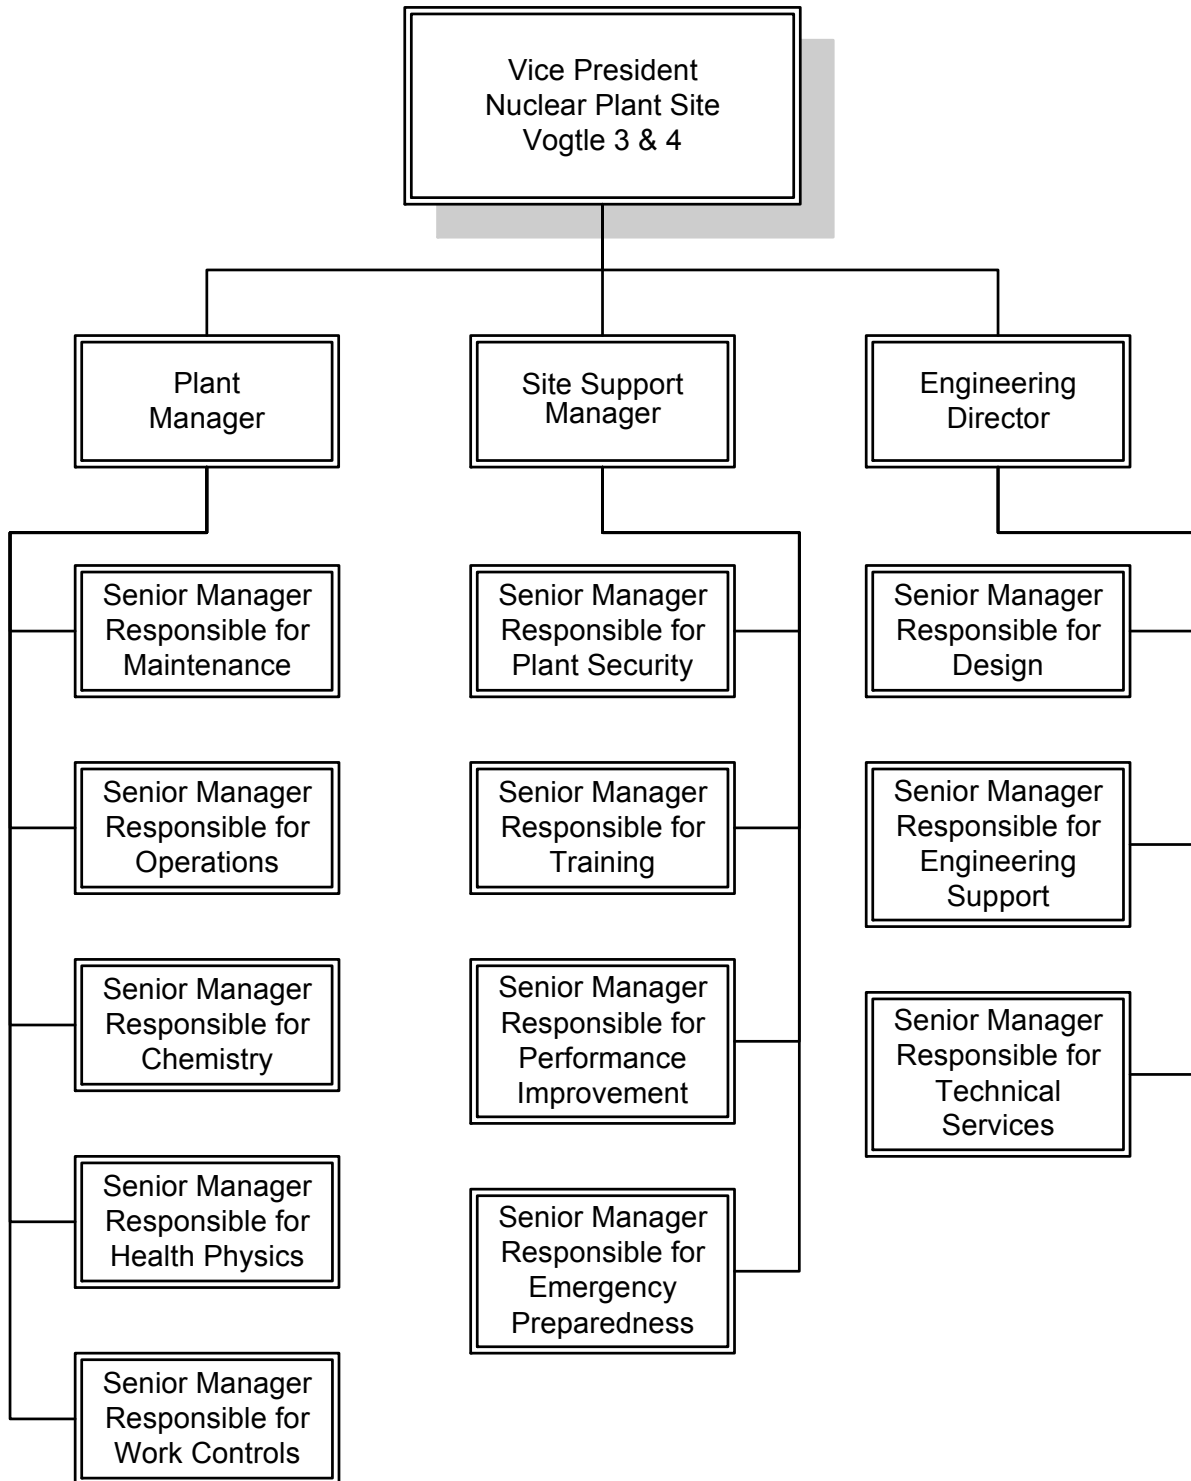 Vice President
Nuclear Plant Site
Vogtle 3 & 4
Plant
Manager
Site Support
Manager
Engineering
Director
Senior Manager
Responsible for
Maintenance
Senior Manager
Responsible for
Operations
Senior Manager
Responsible for
Chemistry
Senior Manager
Responsible for
Health Physics
Senior Manager
Responsible for
Work Controls
Senior Manager
Responsible for
Plant Security
Senior Manager
Responsible for
Training
Senior Manager
Responsible for
Performance
Improvement
Senior Manager
Responsible for
Emergency
Preparedness
Senior Manager
Responsible for
Design
Senior Manager
Responsible for
Engineering
Support
Senior Manager
Responsible for
Technical
Services